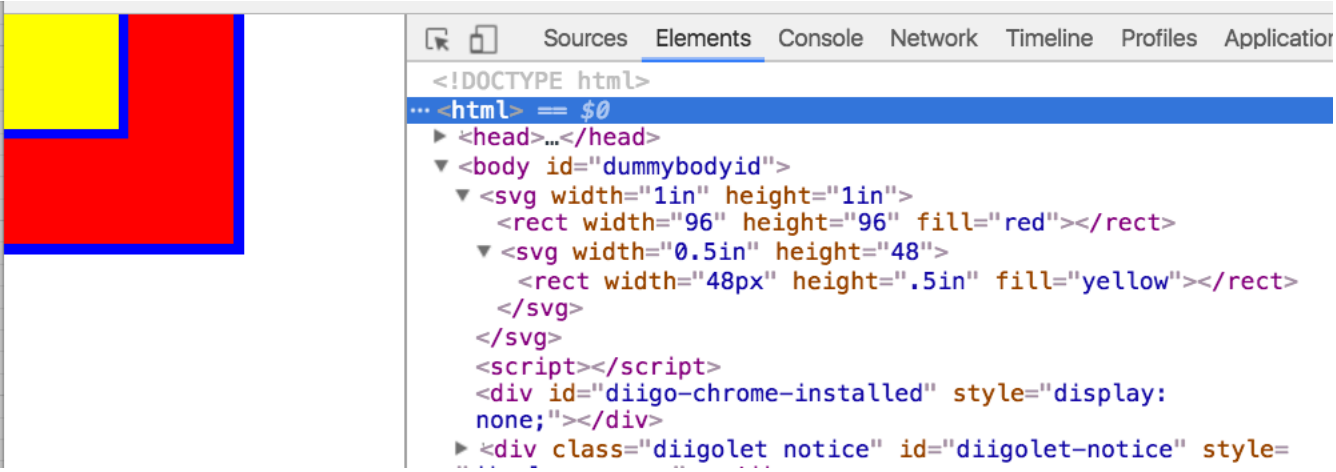 Sources Elements Console Network Timeline Profiles Application
<!DOCTYPE html>
… <html> == $0
<head>…</head>
<body id="dummybodyid">
<svg width="1in" height="1in">
<rect width="96" height="96" fill="red"></rect>
<svg width="0.5in" height="48">
<rect width="48px" height=".5in" fill="yellow"></rect>
</svg>
</svg>
<script></script>
<div id="diigo-chrome-installed" style="display:
none;"></div>
<div class="diigolet notice" id="diigolet-notice" style=